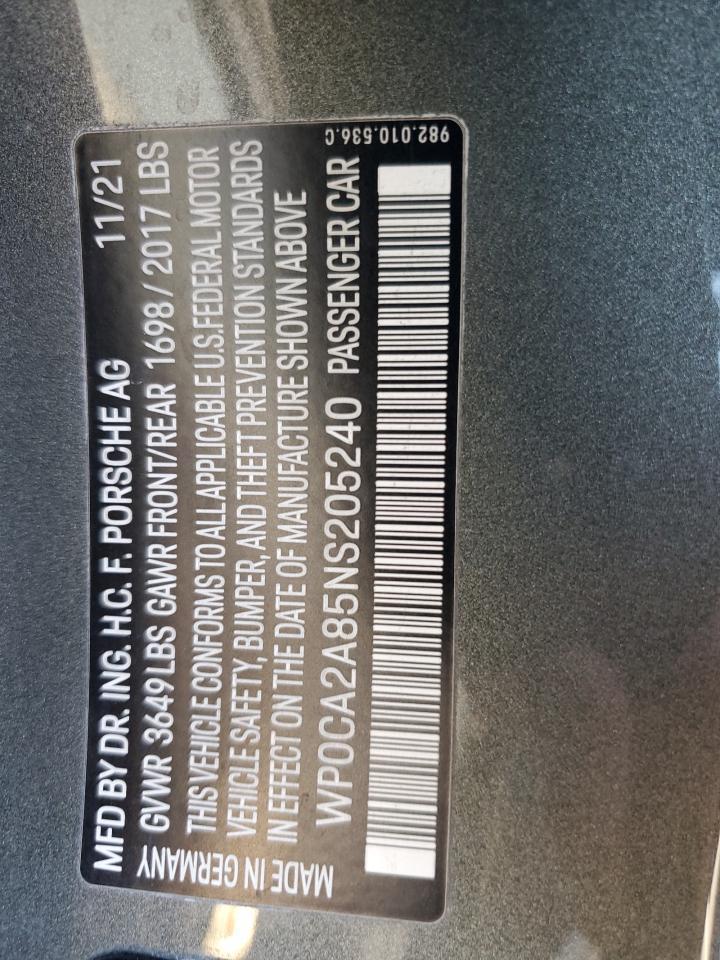 MFD BY DR. ING. H.C. F. PORSCHE AG 11/21
GVWR 3649 LBS GAWR FRONT/REAR 1698 / 2017 LBS
THIS VEHICLE CONFORMS TO ALL APPLICABLE U.S.FEDERAL MOTOR
VEHICLE SAFETY, BUMPER, AND THEFT PREVENTION STANDARDS
IN EFFECT ON THE DATE OF MANUFACTURE SHOWN ABOVE
WP0CA2A85NS205240 PASSENGER CAR
MADE IN GERMANY
982.010.536.C